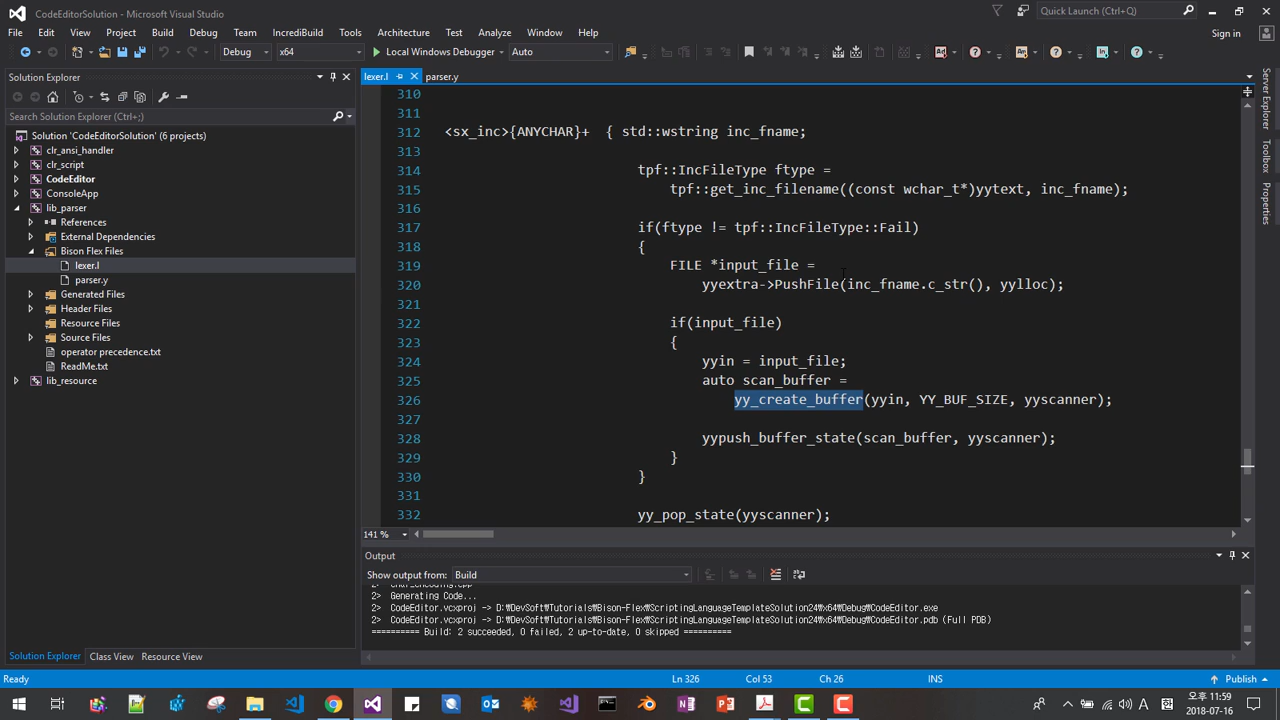 CodeEditorSolution - Microsoft Visual Studio
Quick Launch (Ctrl+Q)
File Edit View Project Build Debug Team IncrediBuild Tools Architecture Test Analyze Window Help
Sign in
Debug x64 Local Windows Debugger Auto
Solution Explorer
Search Solution Explorer (Ctrl+;)
Solution 'CodeEditorSolution' (6 projects)
clr_ansi_handler
clr_script
CodeEditor
ConsoleApp
lib_parser
References
External Dependencies
Bison Flex Files
lexer.l
parser.y
Generated Files
Header Files
Resource Files
Source Files
operator precedence.txt
ReadMe.txt
lib_resource
Solution Explorer Class View Resource View
lexer.l parser.y
310
311
312 <sx_inc>{ANYCHAR}+ { std::wstring inc_fname;
313
314 tpf::IncFileType ftype =
315 tpf::get_inc_filename((const wchar_t*)yytext, inc_fname);
316
317 if(ftype != tpf::IncFileType::Fail)
318 {
319 FILE *input_file =
320 yyextra->PushFile(inc_fname.c_str(), yylloc);
321
322 if(input_file)
323 {
324 yyin = input_file;
325 auto scan_buffer =
326 yy_create_buffer(yyin, YY_BUF_SIZE, yyscanner);
327
328 yypush_buffer_state(scan_buffer, yyscanner);
329 }
330 }
331
332 yy_pop_state(yyscanner);
141 %
Server Explorer
Toolbox
Properties
Output
Show output from: Build
2> Generating Code...
2> CodeEditor.vcxproj -> D:₩DevSoft₩Tutorials₩Bison-Flex₩ScriptingLanguageTemplateSolution24₩x64₩Debug₩CodeEditor.exe
2> CodeEditor.vcxproj -> D:₩DevSoft₩Tutorials₩Bison-Flex₩ScriptingLanguageTemplateSolution24₩x64₩Debug₩CodeEditor.pdb (Full PDB)
========== Build: 2 succeeded, 0 failed, 2 up-to-date, 0 skipped ==========
Ready Ln 326 Col 53 Ch 26 INS Publish
A 오후 11:59
2018-07-16